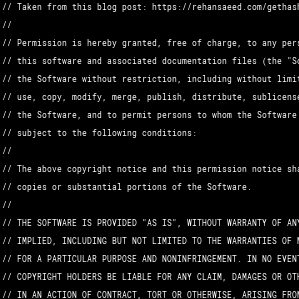 // Taken from this blog post: https://rehansaeed.com/gethash
//
// Permission is hereby granted, free of charge, to any pers
// this software and associated documentation files (the "So
// the Software without restriction, including without limit
// use, copy, modify, merge, publish, distribute, sublicense
// the Software, and to permit persons to whom the Software
// subject to the following conditions:
//
// The above copyright notice and this permission notice sha
// copies or substantial portions of the Software.
//
// THE SOFTWARE IS PROVIDED "AS IS", WITHOUT WARRANTY OF ANY
// IMPLIED, INCLUDING BUT NOT LIMITED TO THE WARRANTIES OF M
// FOR A PARTICULAR PURPOSE AND NONINFRINGEMENT. IN NO EVENT
// COPYRIGHT HOLDERS BE LIABLE FOR ANY CLAIM, DAMAGES OR OTH
// IN AN ACTION OF CONTRACT, TORT OR OTHERWISE, ARISING FROM